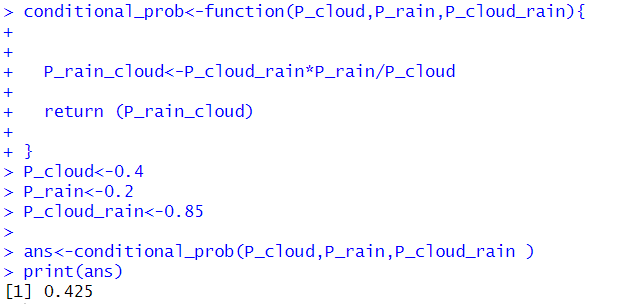 > conditional_prob<-function(P_cloud,P_rain,P_cloud_rain){
+
+
+   P_rain_cloud<-P_cloud_rain*P_rain/P_cloud
+
+   return (P_rain_cloud)
+
+ }
> P_cloud<-0.4
> P_rain<-0.2
> P_cloud_rain<-0.85
>
> ans<-conditional_prob(P_cloud,P_rain,P_cloud_rain )
> print(ans)
[1] 0.425